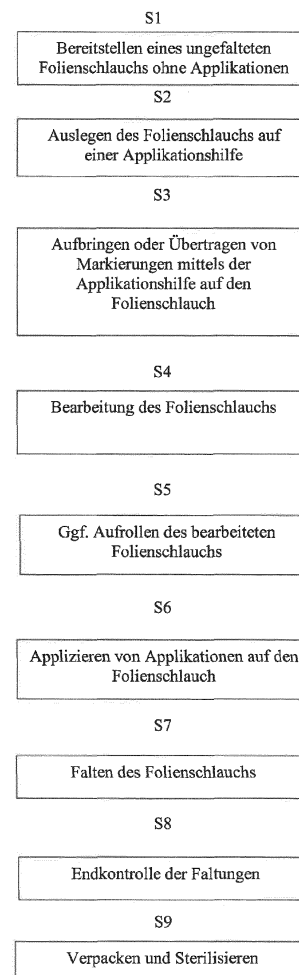 S1
Bereitstellen eines ungefalteten
Folienschlauchs ohne Applikationen
S2
Auslegen des Folienschlauchs auf
einer Applikationshilfe
S3
Aufbringen oder Übertragen von
Markierungen mittels der
Applikationshilfe auf den
Folienschlauch
S4
Bearbeitung des Folienschlauchs
S5
Ggf. Aufrollen des bearbeiteten
Folienschlauchs
S6
Applizieren von Applikationen auf den
Folienschlauch
S7
Falten des Folienschlauchs
S8
Endkontrolle der Faltungen
S9
Verpacken und Sterilisieren